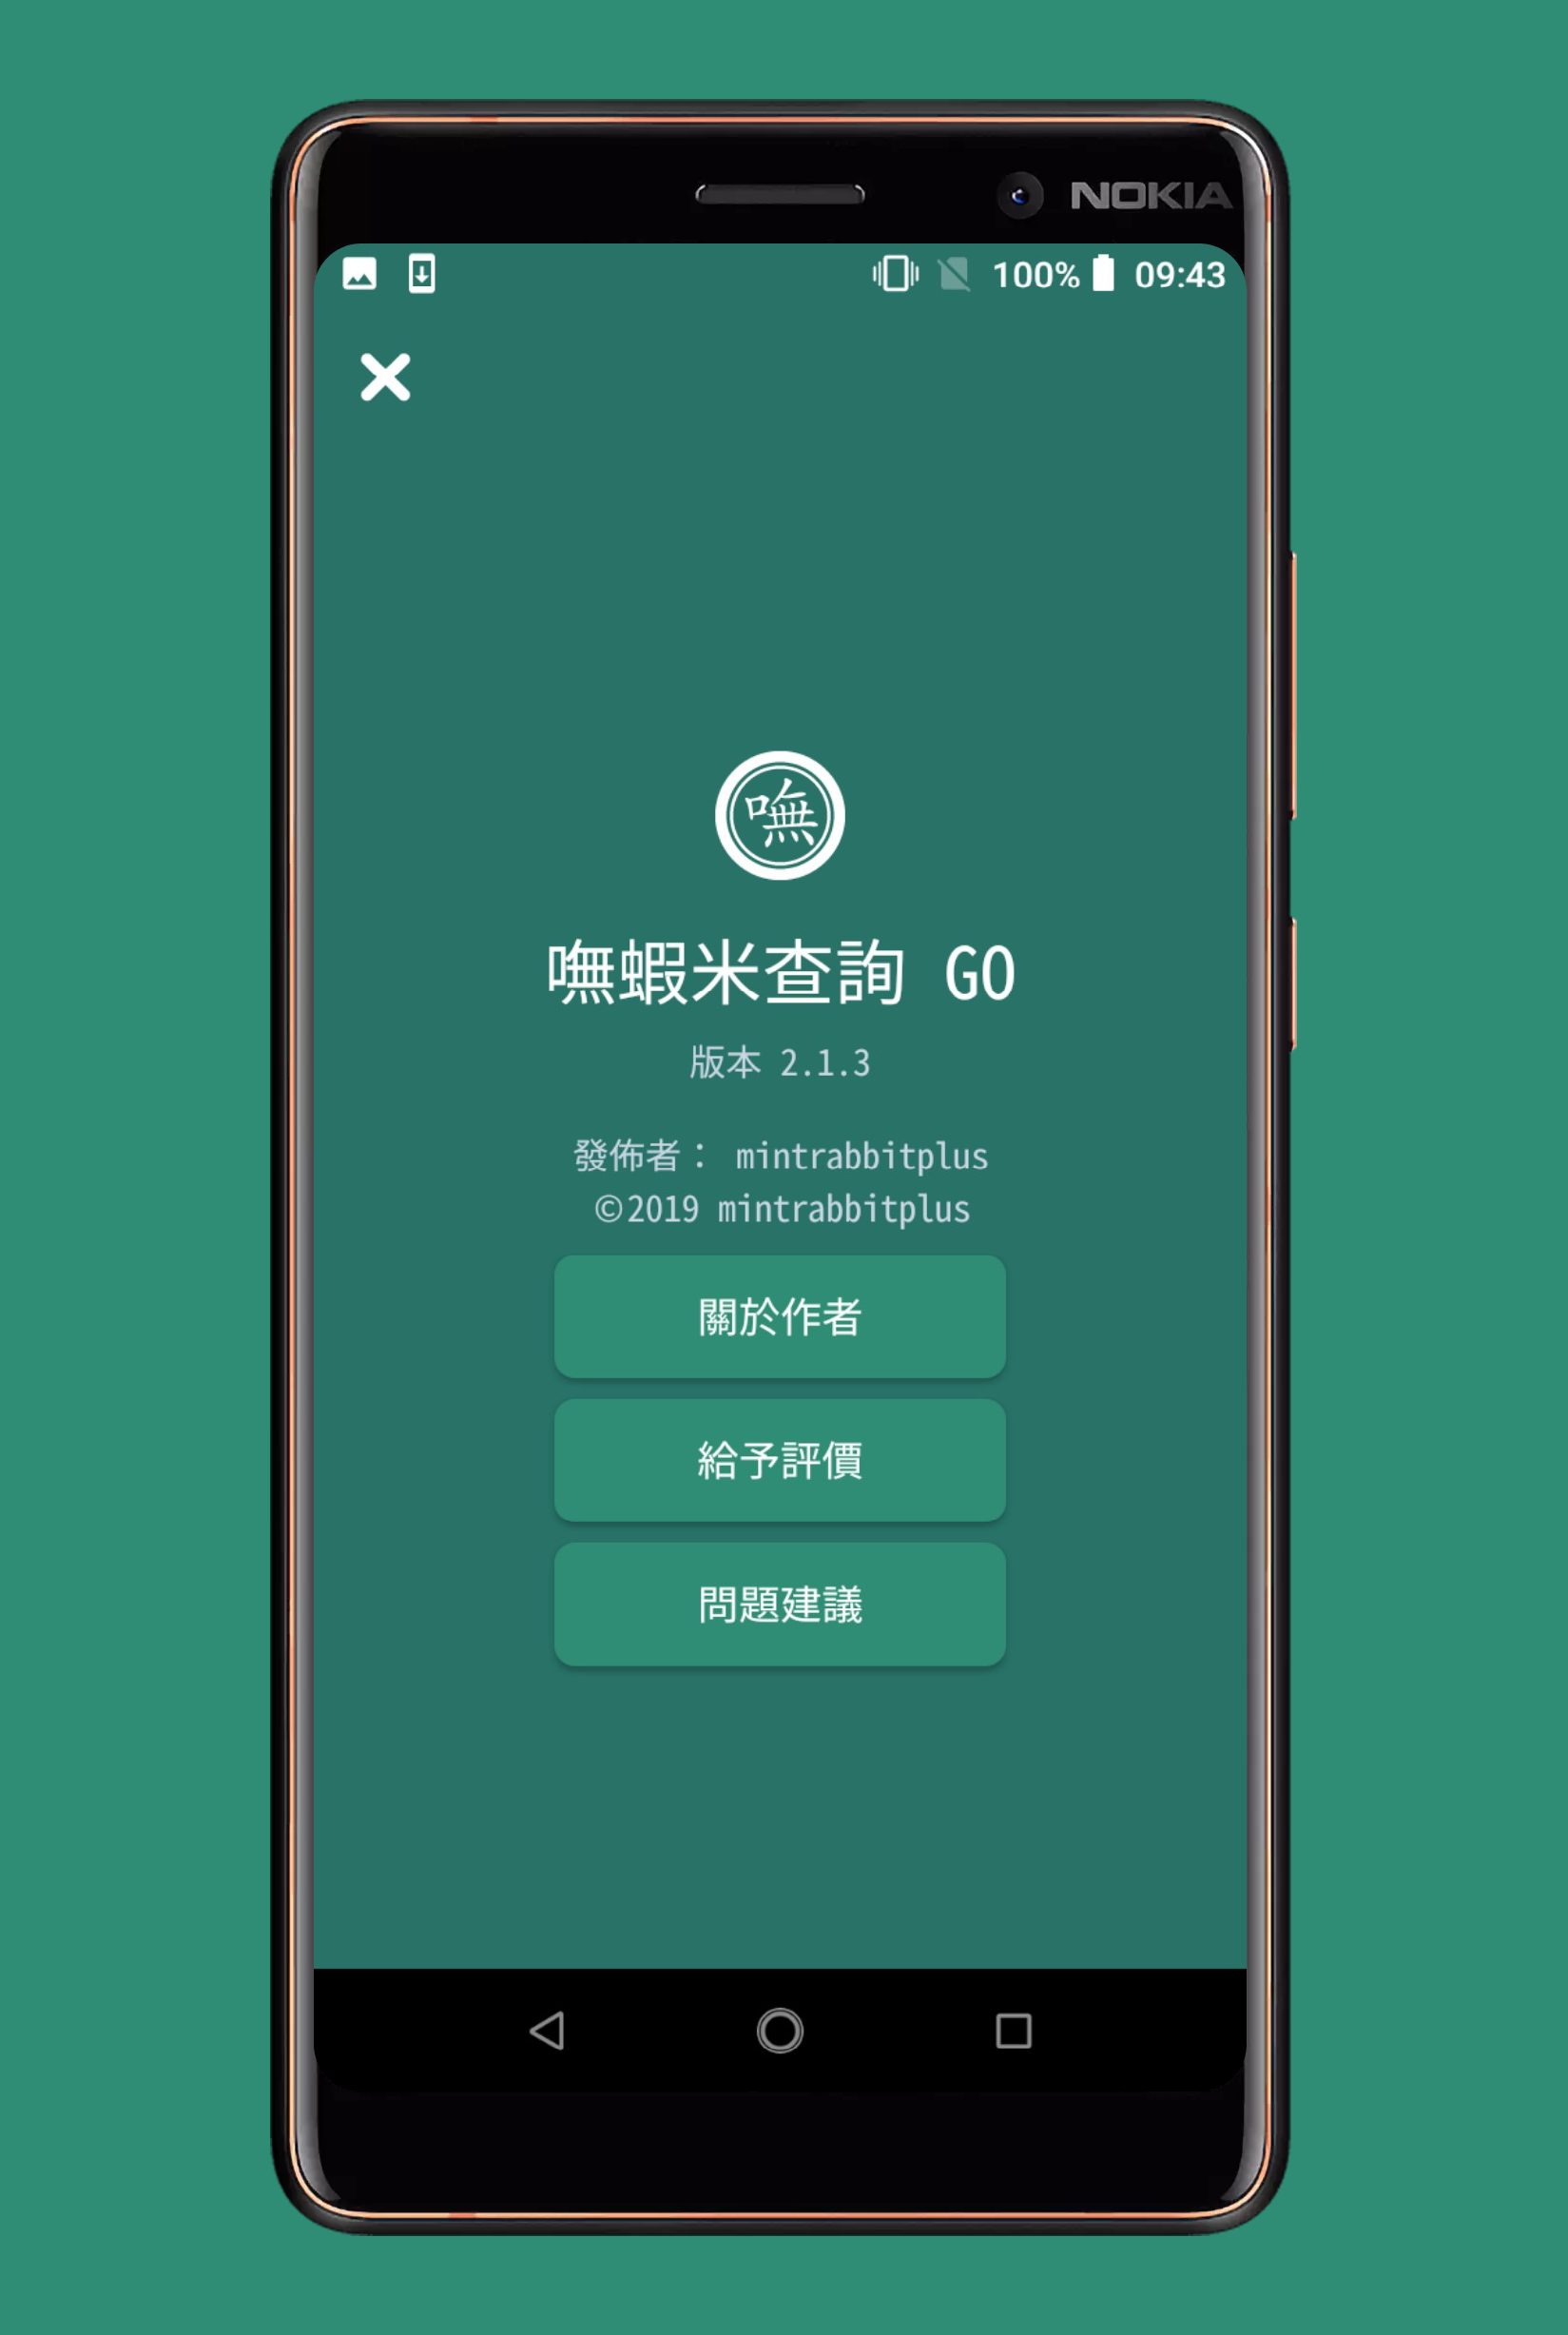 NOKIA
100% 09:43
嘸
嘸蝦米查詢 GO
版本 2.1.3
發佈者： mintrabbitplus
©2019 mintrabbitplus
關於作者
給予評價
問題建議